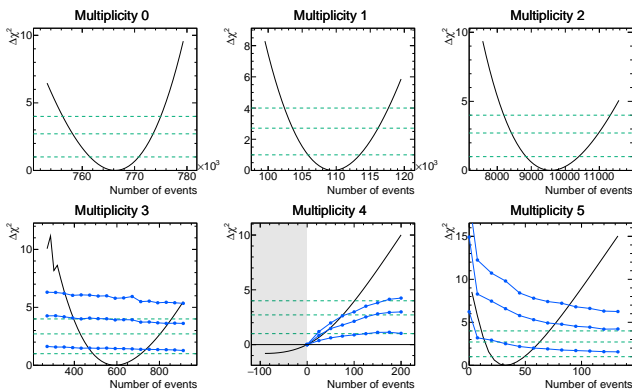 Multiplicity 0
Δχ²
10
5
0
760
770
780
×10³
Number of events
Multiplicity 1
Δχ²
8
6
4
2
0
100
105
110
115
120
×10³
Number of events
Multiplicity 2
Δχ²
10
5
0
8000
9000
10000
11000
Number of events
Multiplicity 3
Δχ²
10
5
0
400
600
800
Number of events
Multiplicity 4
Δχ²
10
5
0
−100
0
100
200
Number of events
Multiplicity 5
Δχ²
15
10
5
0
0
50
100
Number of events